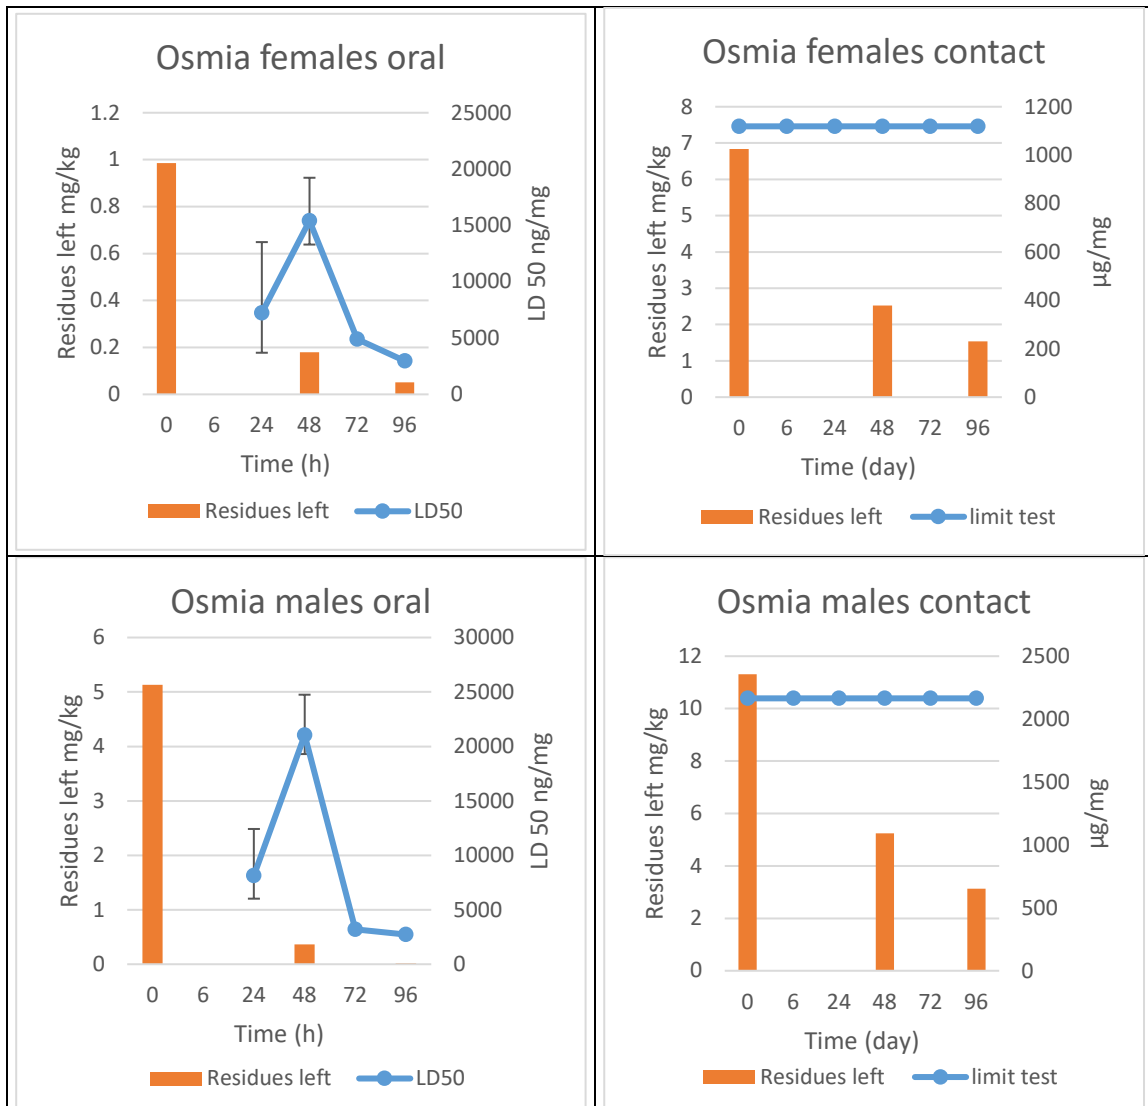 Osmia females oral
1.2
1
0.8
0.6
0.4
0.2
0
Residues left mg/kg
25000
20000
15000
10000
5000
0
LD 50 ng/mg
0 6 24 48 72 96
Time (h)
Residues left LD50
Osmia females contact
8
7
6
5
4
3
2
1
0
Residues left mg/kg
1200
1000
800
600
400
200
0
µg/mg
0 6 24 48 72 96
Time (day)
Residues left limit test
Osmia males oral
6
5
4
3
2
1
0
Residues left mg/kg
30000
25000
20000
15000
10000
5000
0
LD 50 ng/mg
0 6 24 48 72 96
Time (h)
Residues left LD50
Osmia males contact
12
10
8
6
4
2
0
Residues left mg/kg
2500
2000
1500
1000
500
0
µg/mg
0 6 24 48 72 96
Time (day)
Residues left limit test